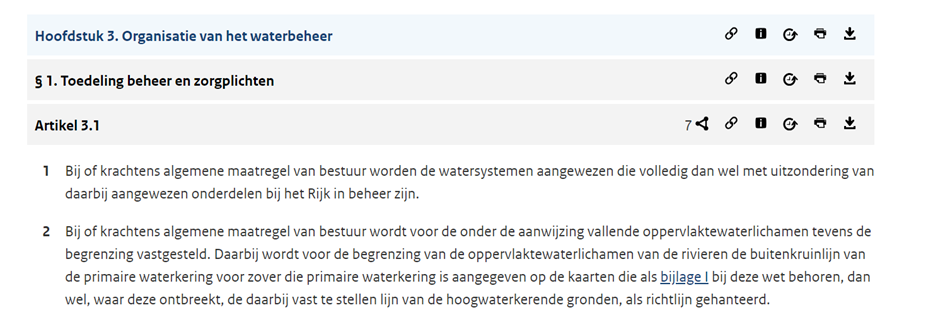 Hoofdstuk 3. Organisatie van het waterbeheer
§ 1. Toedeling beheer en zorgplichten
Artikel 3.1
7
1 Bij of krachtens algemene maatregel van bestuur worden de watersystemen aangewezen die volledig dan wel met uitzondering van
daarbij aangewezen onderdelen bij het Rijk in beheer zijn.
2 Bij of krachtens algemene maatregel van bestuur wordt voor de onder de aanwijzing vallende oppervlaktewaterlichamen tevens de
begrenzing vastgesteld. Daarbij wordt voor de begrenzing van de oppervlaktewaterlichamen van de rivieren de buitenkruinlijn van
de primaire waterkering voor zover die primaire waterkering is aangegeven op de kaarten die als bijlage I bij deze wet behoren, dan
wel, waar deze ontbreekt, de daarbij vast te stellen lijn van de hoogwaterkerende gronden, als richtlijn gehanteerd.